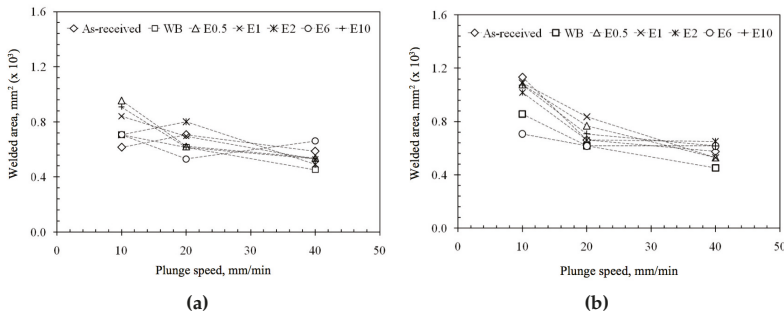 1.6
◇ As-received □ WB △ E0.5 × E1 ✳ E2 ○ E6 + E10
1.2
0.8
0.4
0.0
Welded area, mm² (x 10³)
0 10 20 30 40 50
Plunge speed, mm/min
(a)
1.6
◇ As-received □ WB △ E0.5 × E1 ✳ E2 ○ E6 + E10
1.2
0.8
0.4
0.0
Welded area, mm² (x 10³)
0 10 20 30 40 50
Plunge speed, mm/min
(b)